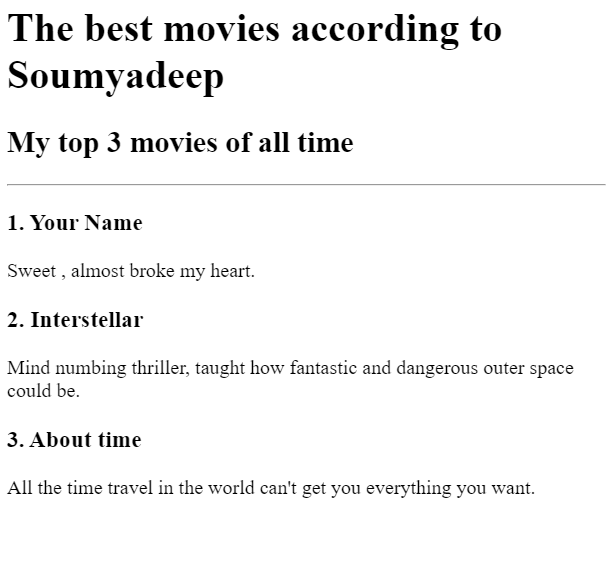 The best movies according to
Soumyadeep
My top 3 movies of all time
1. Your Name
Sweet , almost broke my heart.
2. Interstellar
Mind numbing thriller, taught how fantastic and dangerous outer space
could be.
3. About time
All the time travel in the world can't get you everything you want.